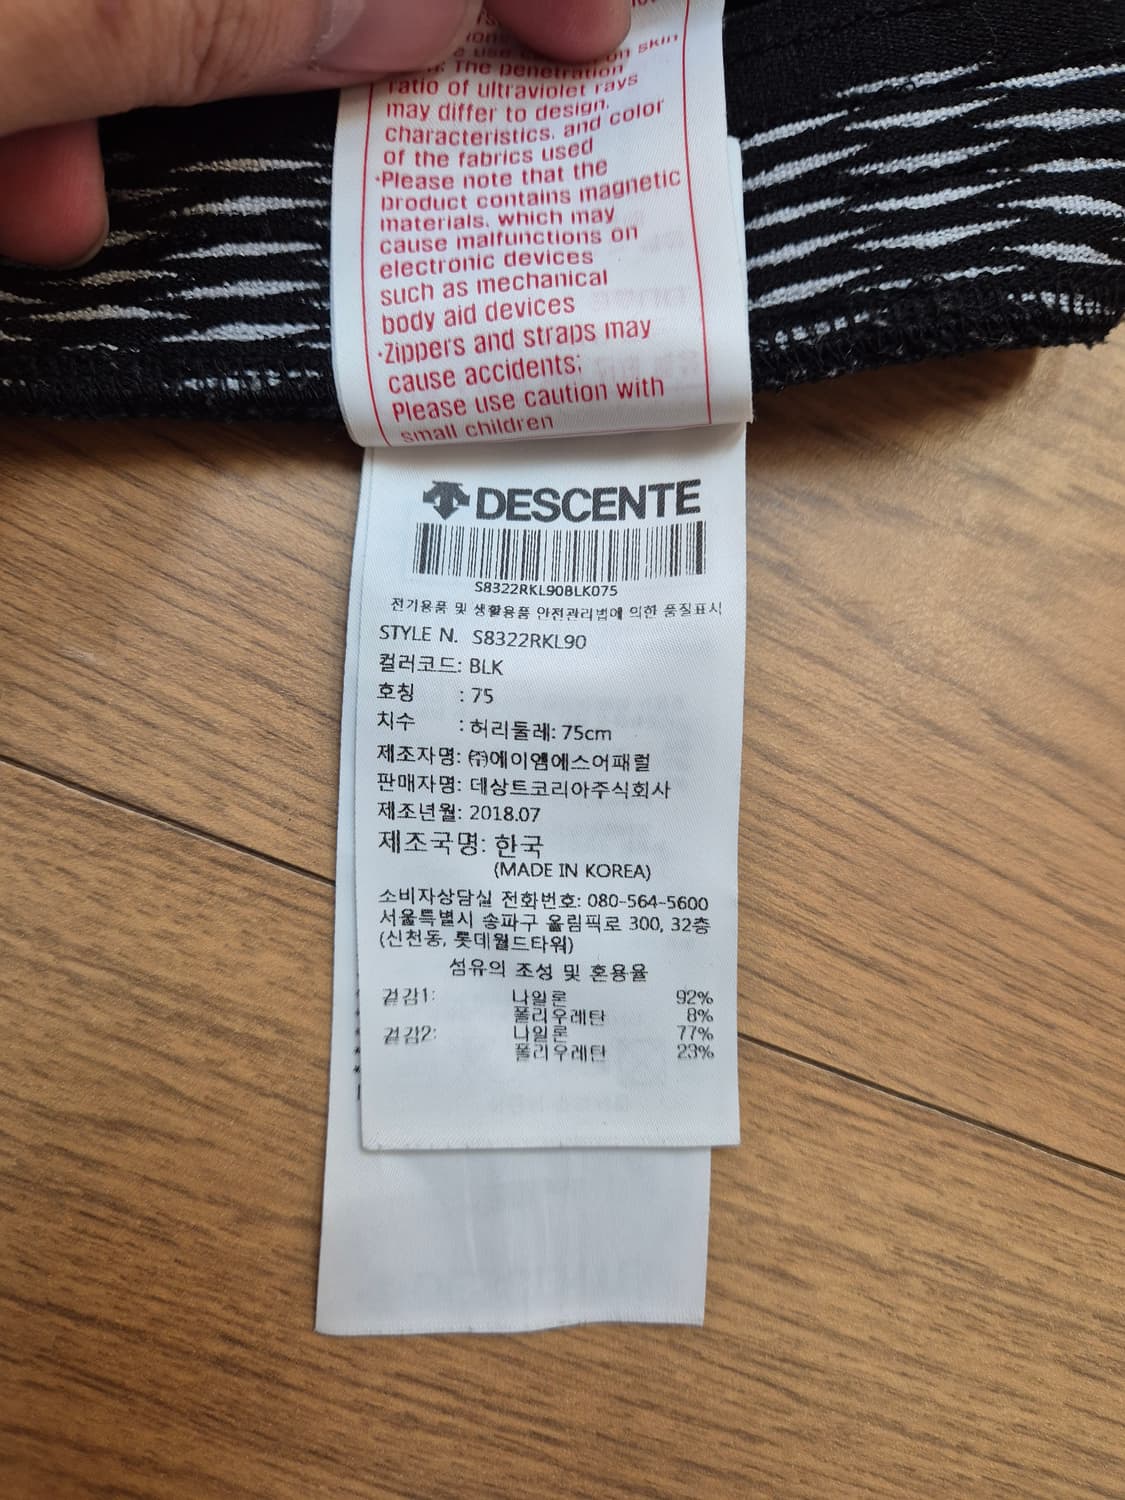 on skin
The penetration
ratio of ultraviolet rays
may differ to design,
characteristics, and color
of the fabrics used
·Please note that the
product contains magnetic
materials, which may
cause malfunctions on
electronic devices
such as mechanical
body aid devices
·Zippers and straps may
cause accidents;
Please use caution with
small children
DESCENTE
S8322RKL90BLK075
전기용품 및 생활용품 안전관리법에 의한 품질표시
STYLE N. S8322RKL90
컬러코드: BLK
호칭 : 75
치수 : 허리둘레: 75cm
제조자명: ㈜에이엠에스어패럴
판매자명: 데상트코리아주식회사
제조년월: 2018.07
제조국명: 한국
(MADE IN KOREA)
소비자상담실 전화번호: 080-564-5600
서울특별시 송파구 올림픽로 300, 32층
(신천동, 롯데월드타워)
섬유의 조성 및 혼용율
겉감1: 나일론 92%
폴리우레탄 8%
겉감2: 나일론 77%
폴리우레탄 23%